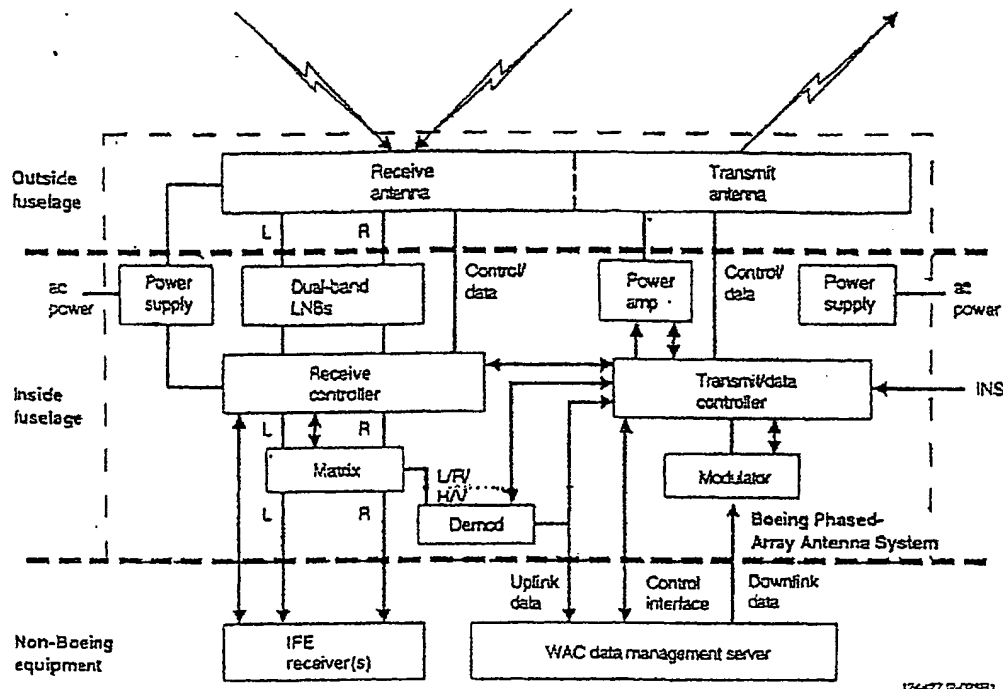 Receive
antenna
Transmit
antenna
Outside
fuselage
L
R
ac
power
Power
supply
Dual-band
LNBs
Control/
data
Power
amp
Control/
data
Power
supply
ac
power
Receive
controller
Transmit/data
controller
INS
Inside
fuselage
L
R
Matrix
L/R/
H/V
Modulator
L
R
Demod
Boeing Phased-
Array Antenna System
Uplink
data
Control
interface
Downlink
data
Non-Boeing
equipment
IFE
receiver(s)
WAC data management server